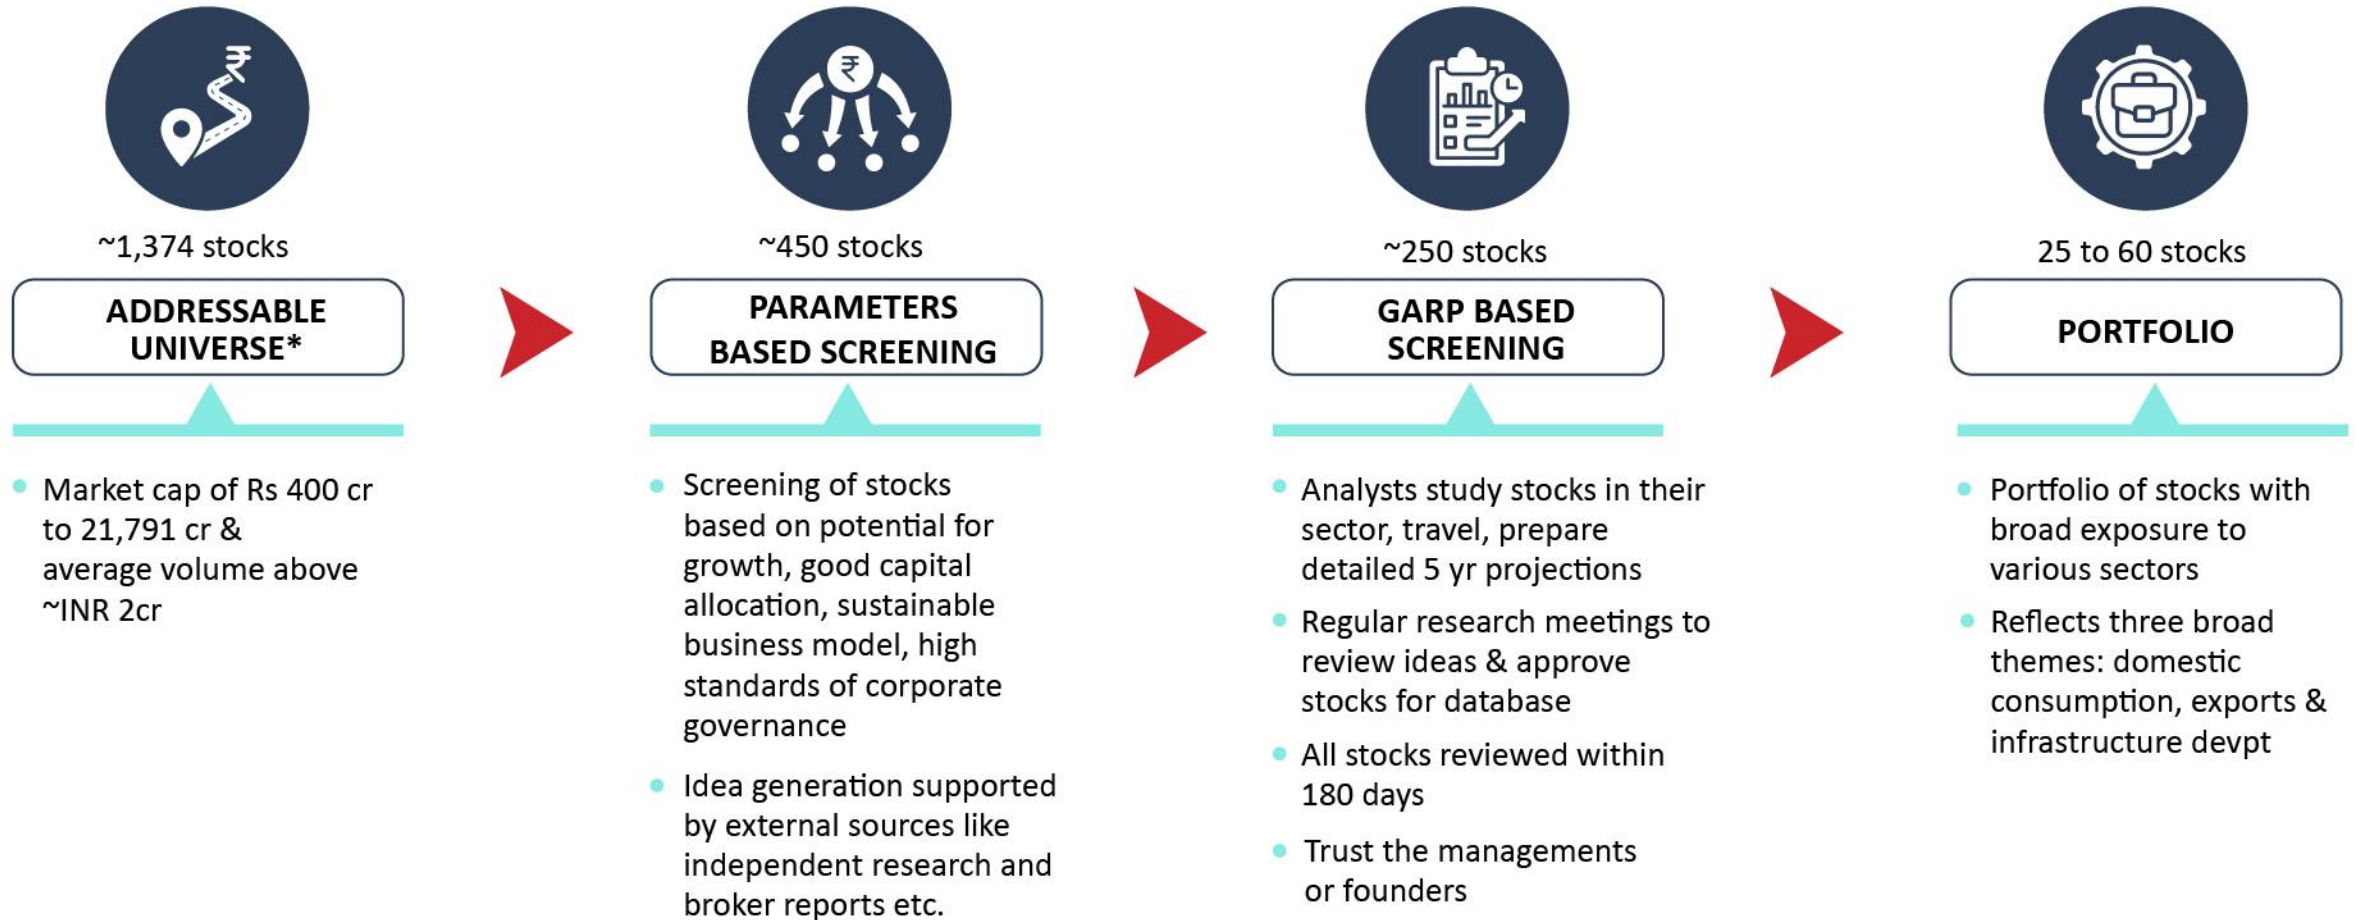 ~1,374 stocks
ADDRESSABLE
UNIVERSE*
Market cap of Rs 400 cr
to 21,791 cr &
average volume above
~INR 2cr
~450 stocks
PARAMETERS
BASED SCREENING
Screening of stocks
based on potential for
growth, good capital
allocation, sustainable
business model, high
standards of corporate
governance
Idea generation supported
by external sources like
independent research and
broker reports etc.
~250 stocks
GARP BASED
SCREENING
Analysts study stocks in their
sector, travel, prepare
detailed 5 yr projections
Regular research meetings to
review ideas & approve
stocks for database
All stocks reviewed within
180 days
Trust the managements
or founders
25 to 60 stocks
PORTFOLIO
Portfolio of stocks with
broad exposure to
various sectors
Reflects three broad
themes: domestic
consumption, exports &
infrastructure devpt